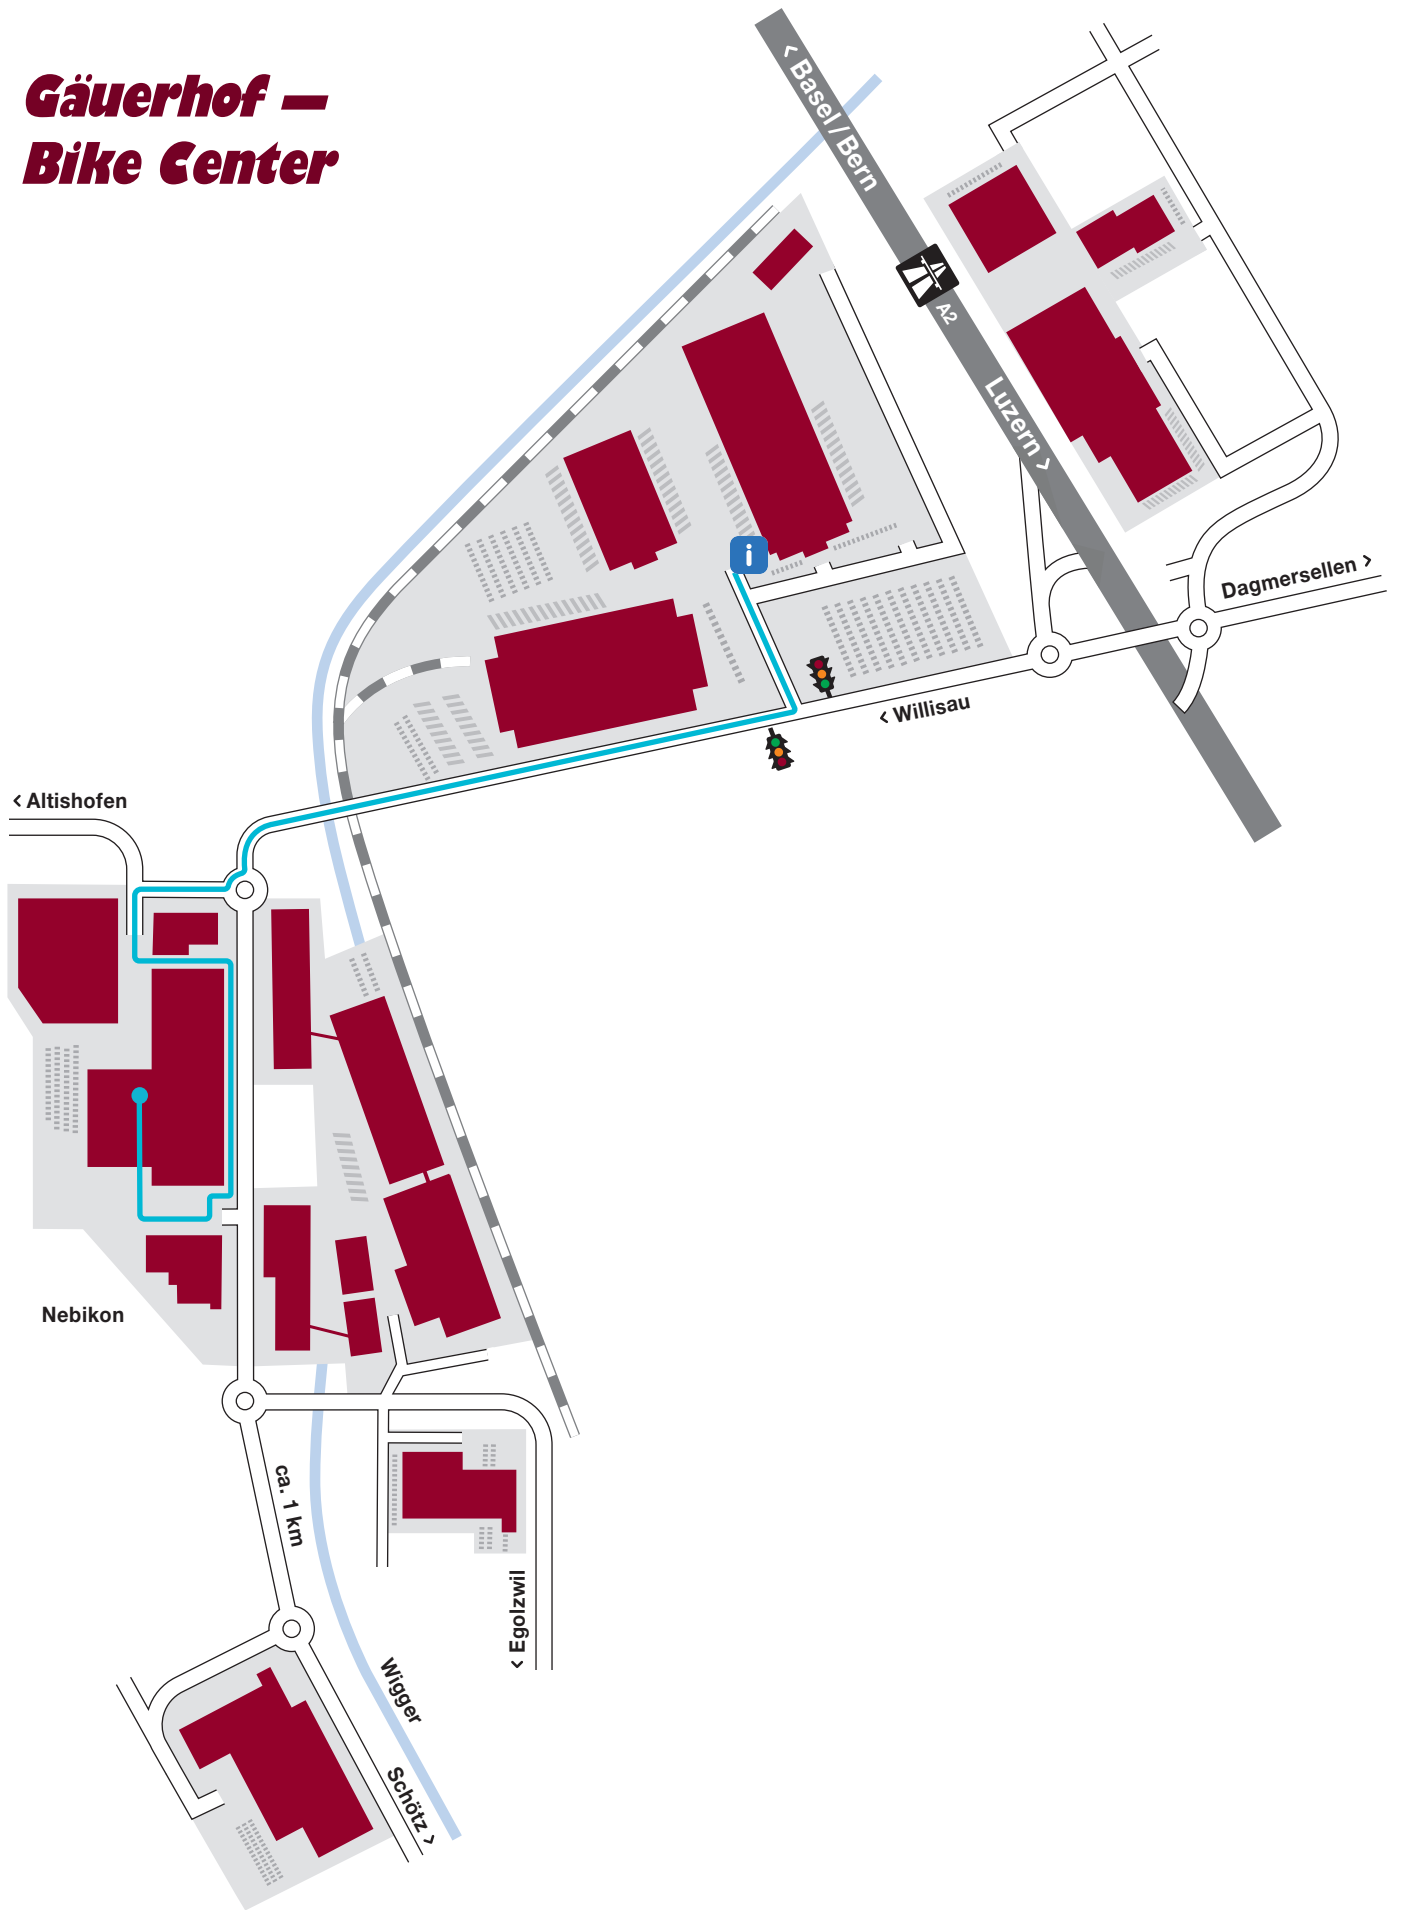 Gäuerhof —
Bike Center
< Basel/Bern
A2
Luzern >
Dagmersellen >
< Willisau
< Altishofen
Nebikon
ca. 1 km
< Egolzwil
Wigger
Schötz >
i